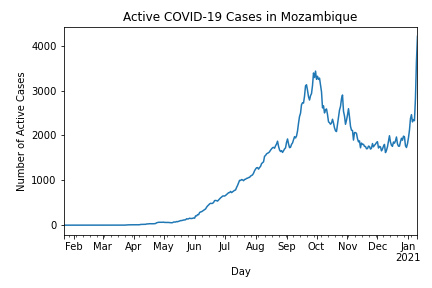 Active COVID-19 Cases in Mozambique
Number of Active Cases
4000
3000
2000
1000
0
Feb Mar Apr May Jun Jul Aug Sep Oct Nov Dec Jan
2021
Day